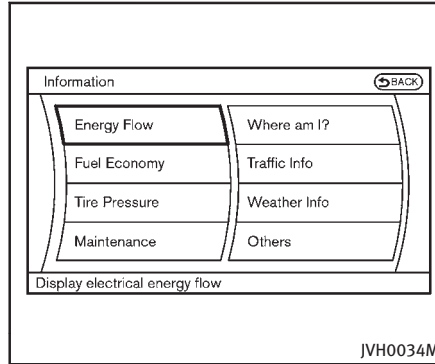 Information
BACK
Energy Flow
Where am I?
Fuel Economy
Traffic Info
Tire Pressure
Weather Info
Maintenance
Others
Display electrical energy flow
JVH0034M